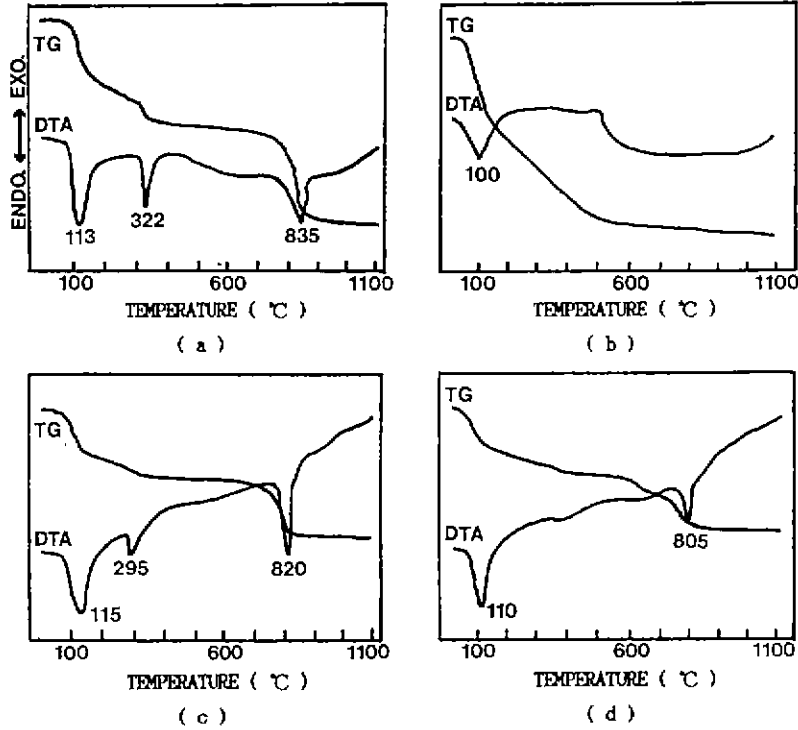 TG
DTA
ENDO. ⟷ EXO.
113
322
835
100 600 1100
TEMPERATURE ( ℃ )
( a )
TG
DTA
100
100 600 1100
TEMPERATURE ( ℃ )
( b )
TG
DTA
115
295
820
100 600 1100
TEMPERATURE ( ℃ )
( c )
TG
DTA
110
805
100 600 1100
TEMPERATURE ( ℃ )
( d )